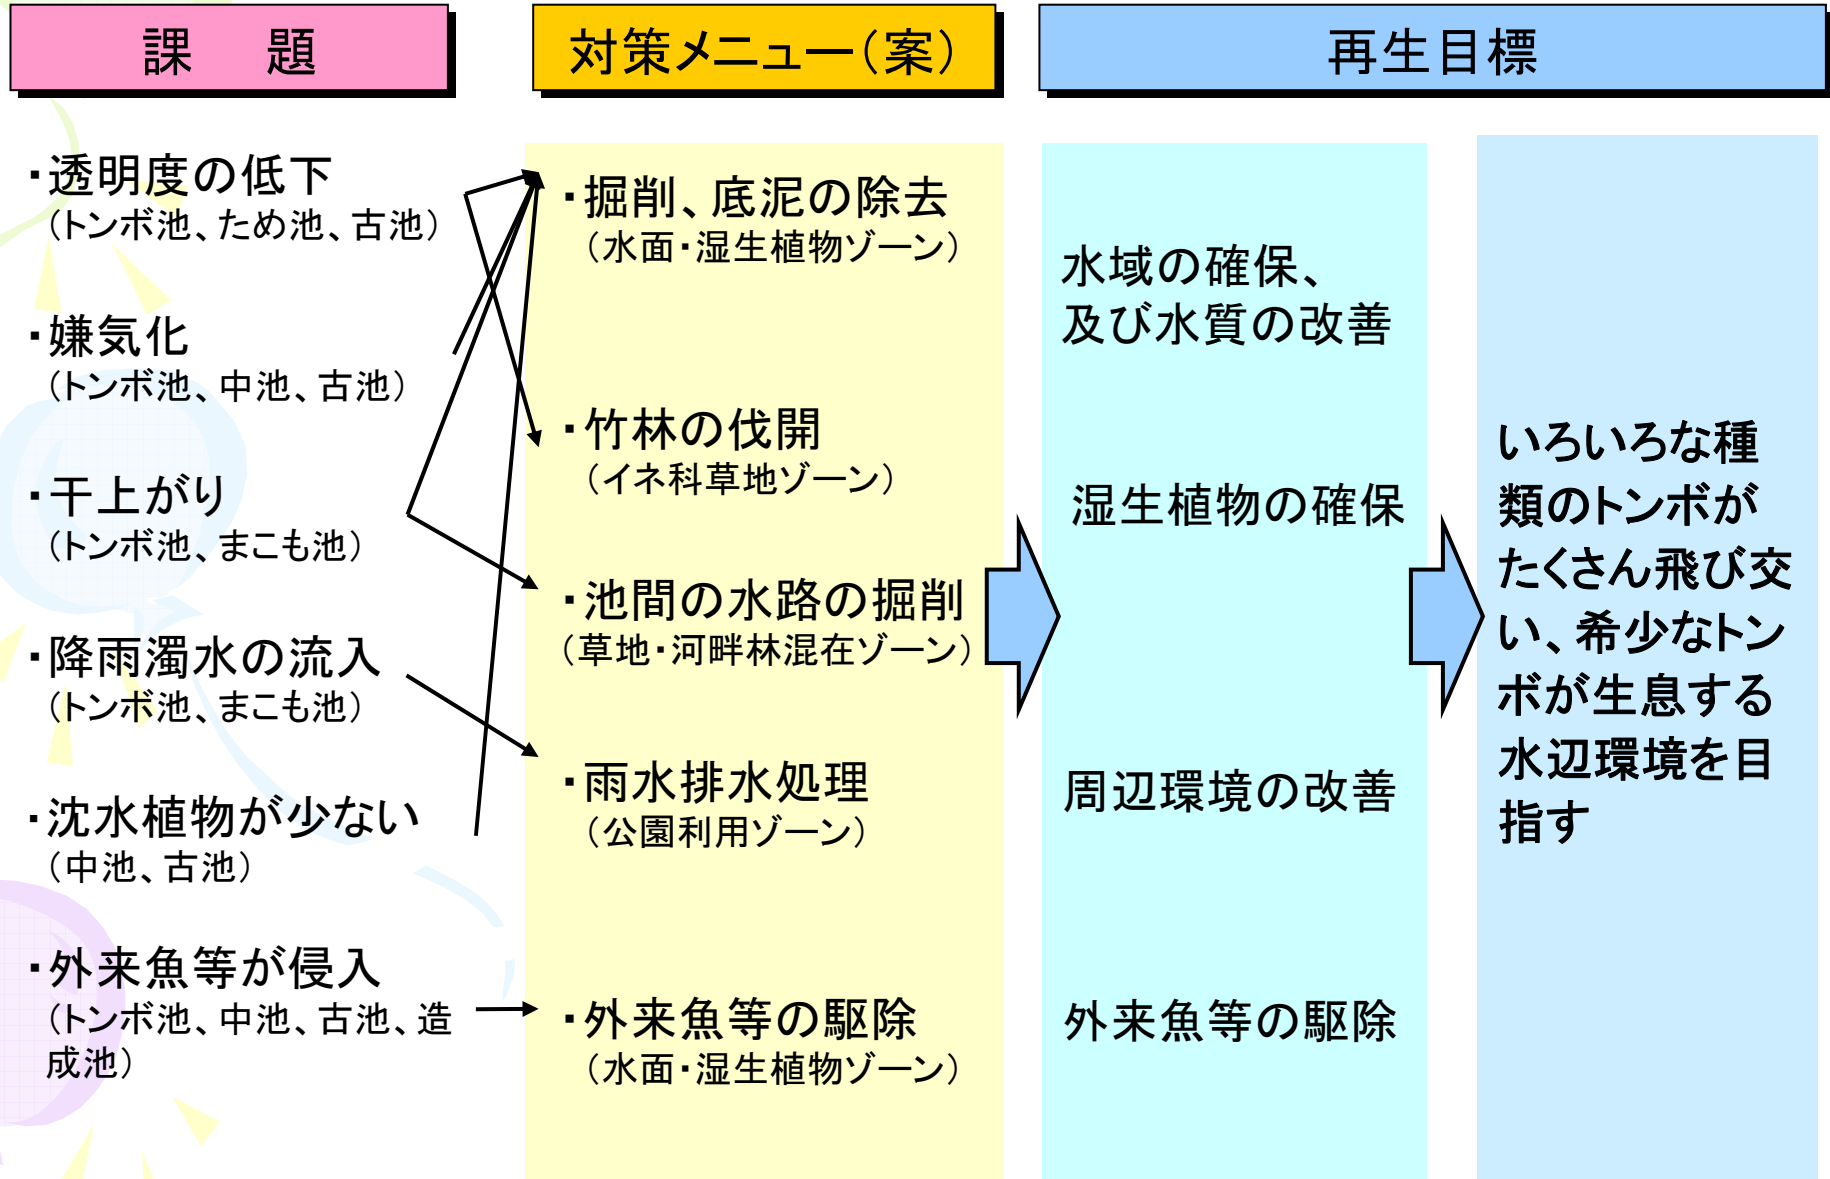 課　題
対策メニュー（案）
再生目標
・透明度の低下
（トンボ池、ため池、古池）
・嫌気化
（トンボ池、中池、古池）
・干上がり
（トンボ池、まこも池）
・降雨濁水の流入
（トンボ池、まこも池）
・沈水植物が少ない
（中池、古池）
・外来魚等が侵入
（トンボ池、中池、古池、造
成池）
・掘削、底泥の除去
（水面・湿生植物ゾーン）
・竹林の伐開
（イネ科草地ゾーン）
・池間の水路の掘削
（草地・河畔林混在ゾーン）
・雨水排水処理
（公園利用ゾーン）
・外来魚等の駆除
（水面・湿生植物ゾーン）
水域の確保、
及び水質の改善
湿生植物の確保
周辺環境の改善
外来魚等の駆除
いろいろな種
類のトンボが
たくさん飛び交
い、希少なトン
ボが生息する
水辺環境を目
指す